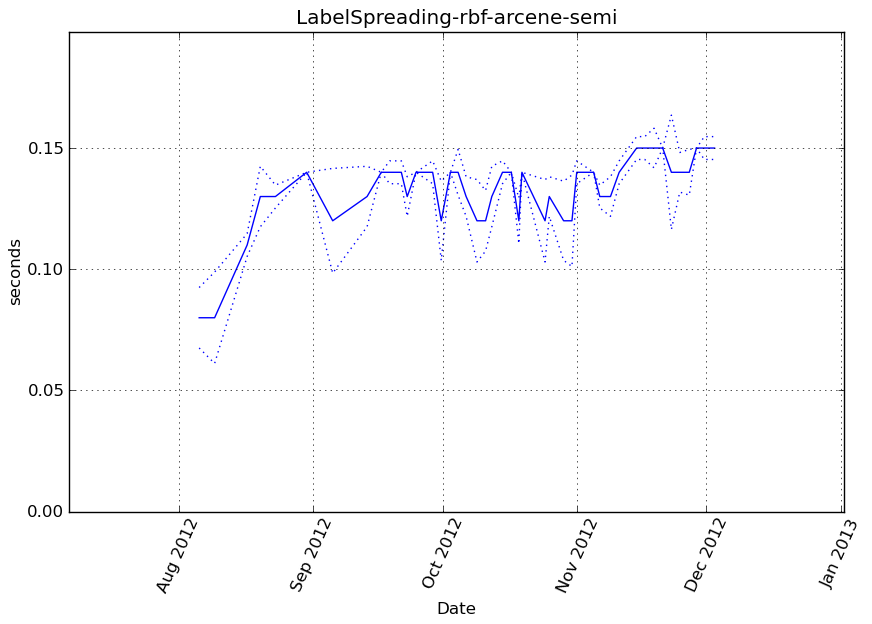 LabelSpreading-rbf-arcene-semi
seconds
0.15
0.10
0.05
0.00
Aug 2012
Sep 2012
Oct 2012
Nov 2012
Dec 2012
Jan 2013
Date